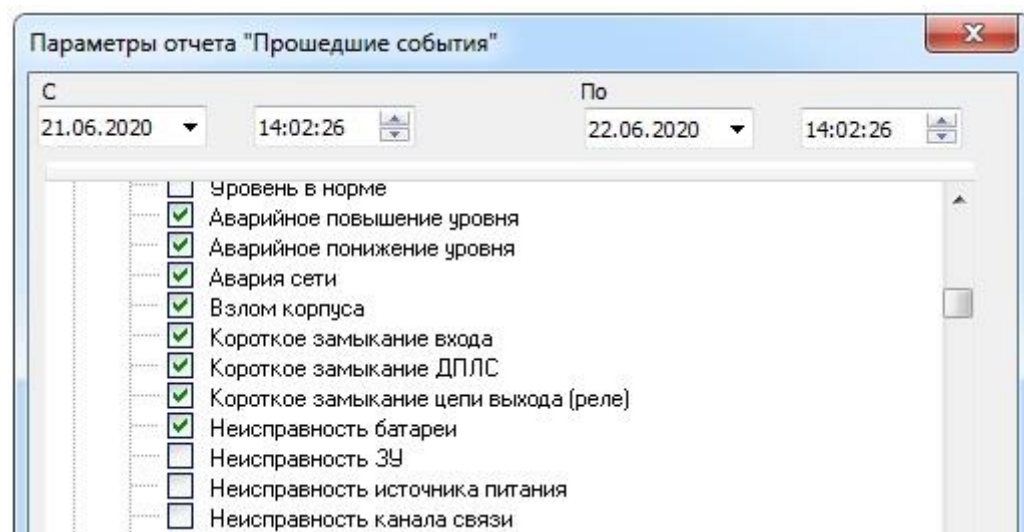 Параметры отчета "Прошедшие события"
С По
21.06.2020 14:02:26 22.06.2020 14:02:26
Уровень в норме
Аварийное повышение уровня
Аварийное понижение уровня
Авария сети
Взлом корпуса
Короткое замыкание входа
Короткое замыкание ДПЛС
Короткое замыкание цепи выхода (реле)
Неисправность батареи
Неисправность ЗУ
Неисправность источника питания
Неисправность канала связи